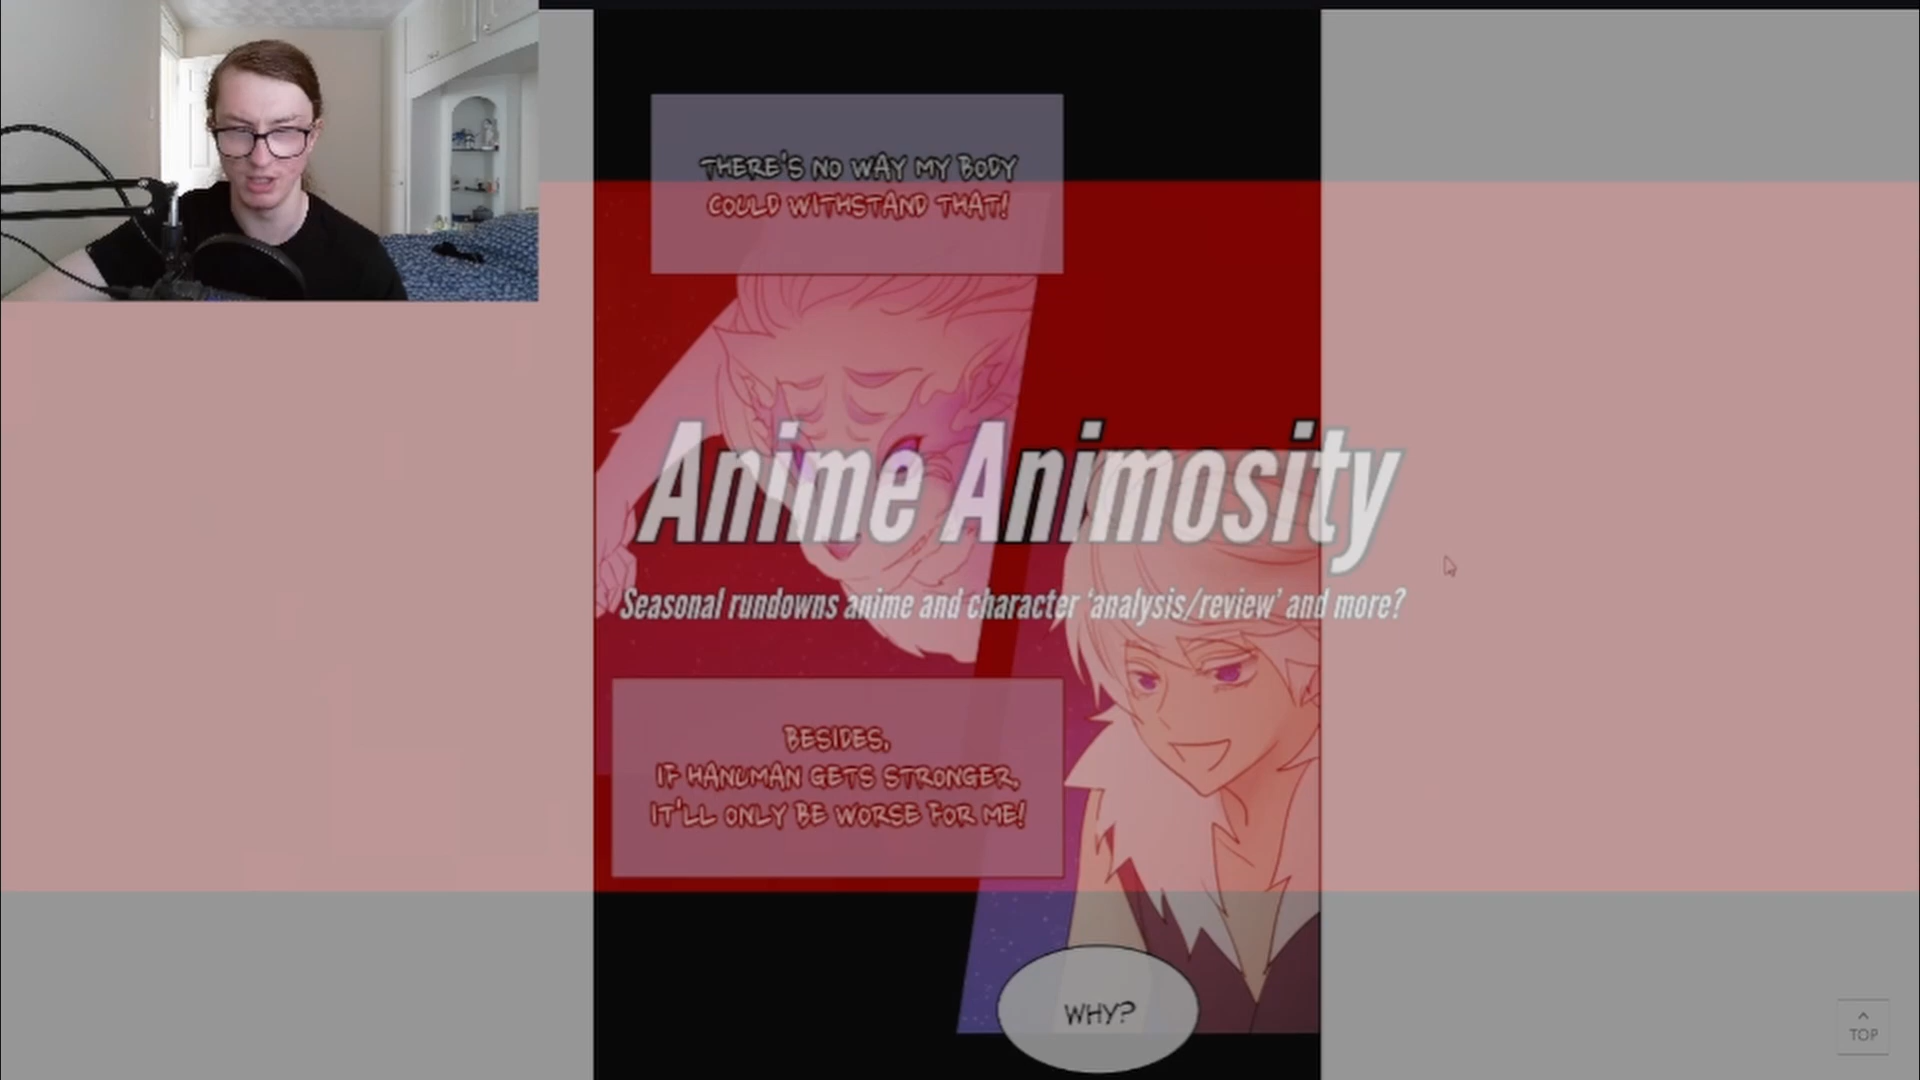 THERE'S NO WAY MY BODY
COULD WITHSTAND THAT!
Anime Animosity
Seasonal rundowns anime and character 'analysis/review' and more?
BESIDES,
IF HANUMAN GETS STRONGER,
IT'LL ONLY BE WORSE FOR ME!
WHY?
TOP